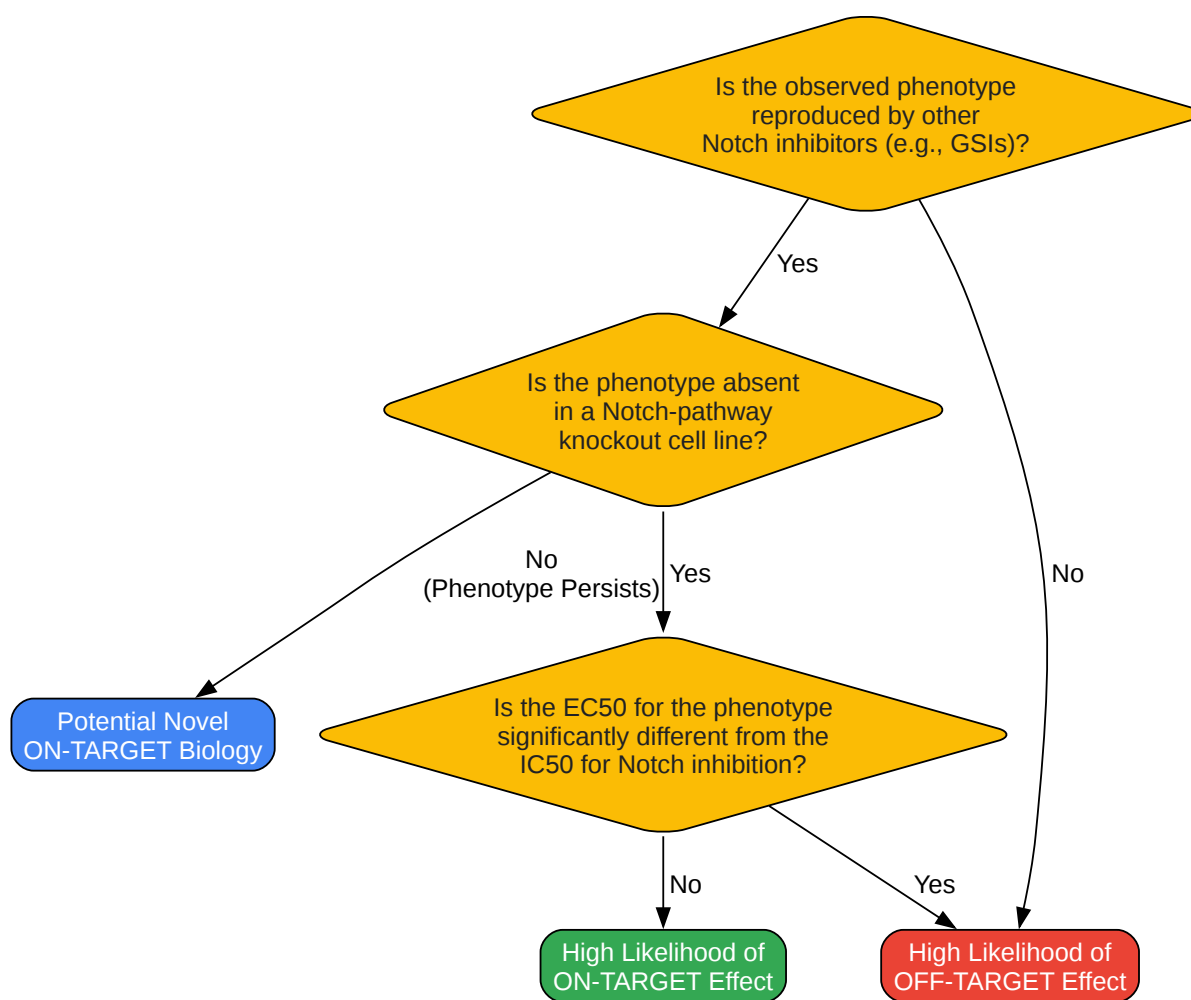 Is the observed phenotype
reproduced by other
Notch inhibitors (e.g., GSIs)?
Yes
Is the phenotype absent
in a Notch-pathway
knockout cell line?
No
(Phenotype Persists)
Yes
No
Potential Novel
ON-TARGET Biology
Is the EC50 for the phenotype
significantly different from the
IC50 for Notch inhibition?
No
Yes
High Likelihood of
ON-TARGET Effect
High Likelihood of
OFF-TARGET Effect